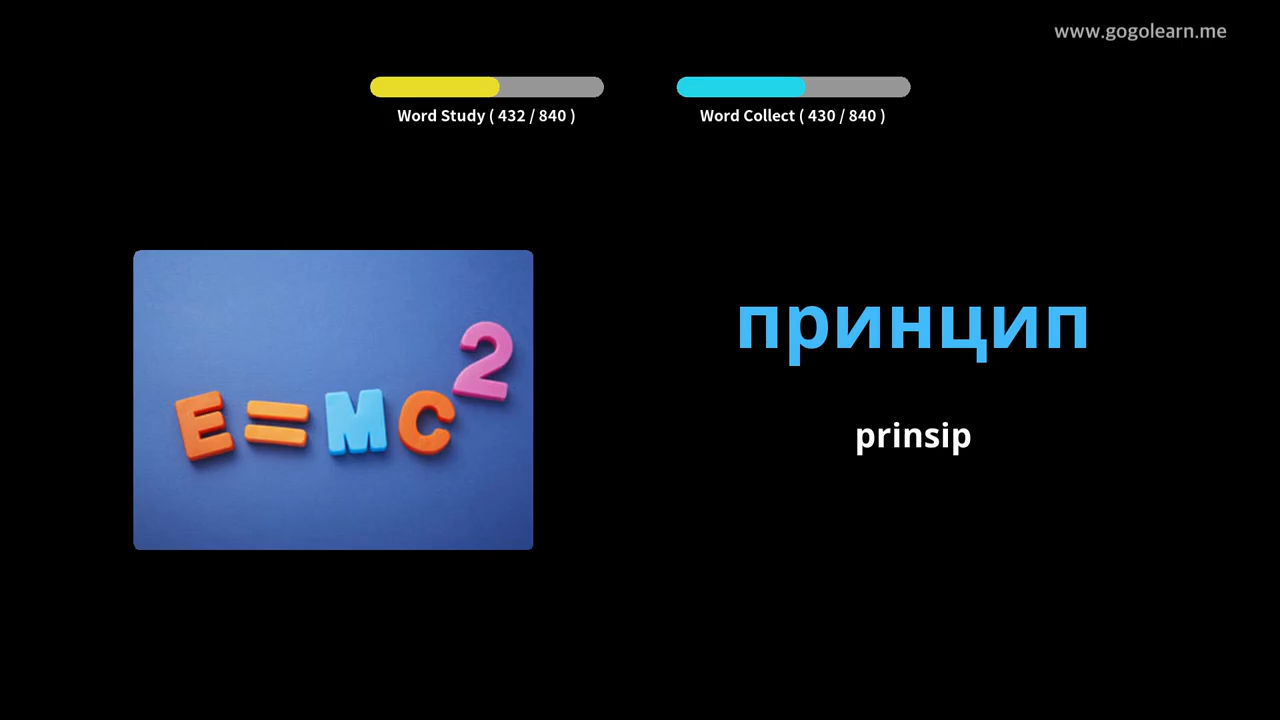 www.gogolearn.me
Word Study ( 432 / 840 )
Word Collect ( 430 / 840 )
E=MC²
принцип
prinsip